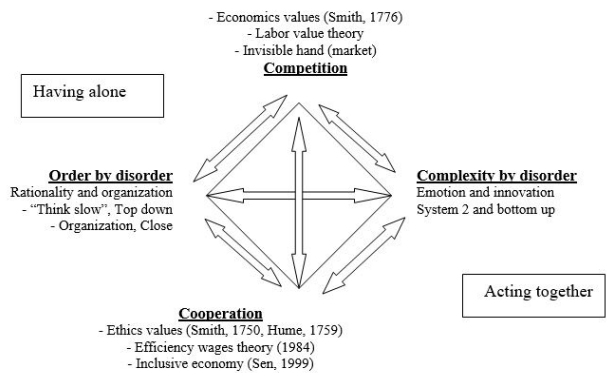 - Economics values (Smith, 1776)
- Labor value theory
- Invisible hand (market)
Competition
Having alone
Order by disorder
Rationality and organization
- “Think slow”, Top down
- Organization, Close
Complexity by disorder
Emotion and innovation
System 2 and bottom up
Acting together
Cooperation
- Ethics values (Smith, 1750, Hume, 1759)
- Efficiency wages theory (1984)
- Inclusive economy (Sen, 1999)